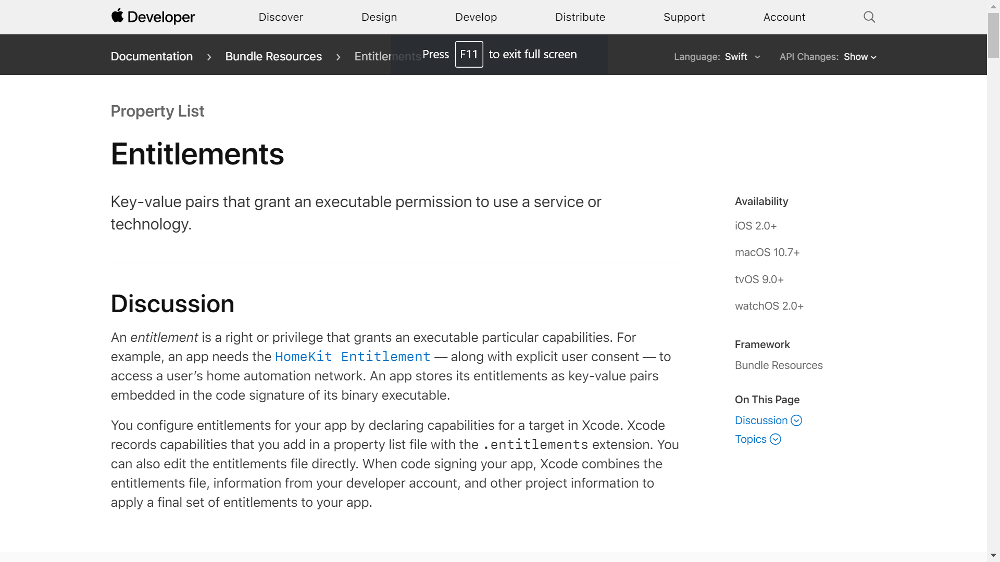 Developer
Discover
Design
Develop
Distribute
Support
Account
Documentation
Bundle Resources
Entitlements
Press F11 to exit full screen
Language: Swift
API Changes: Show
Property List
Entitlements
Key-value pairs that grant an executable permission to use a service or
technology.
Availability
iOS 2.0+
macOS 10.7+
tvOS 9.0+
watchOS 2.0+
Framework
Bundle Resources
On This Page
Discussion
Topics
Discussion
An entitlement is a right or privilege that grants an executable particular capabilities. For
example, an app needs the HomeKit Entitlement — along with explicit user consent — to
access a user’s home automation network. An app stores its entitlements as key-value pairs
embedded in the code signature of its binary executable.
You configure entitlements for your app by declaring capabilities for a target in Xcode. Xcode
records capabilities that you add in a property list file with the .entitlements extension. You
can also edit the entitlements file directly. When code signing your app, Xcode combines the
entitlements file, information from your developer account, and other project information to
apply a final set of entitlements to your app.